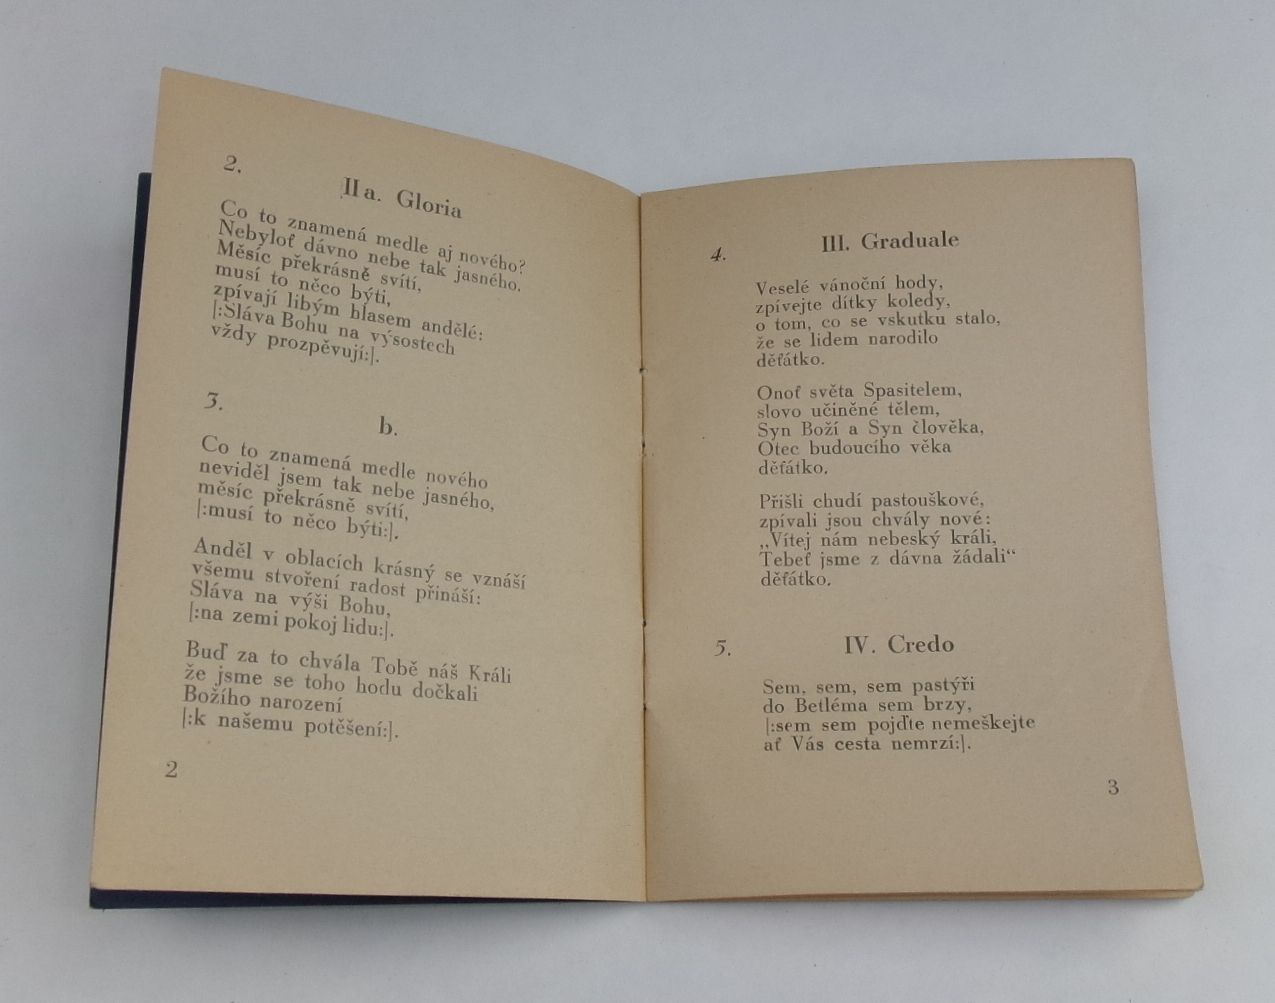 2.
II a. Gloria
Co to znamená medle aj nového?
Nebyloť dávno nebe tak jasného.
Měsíc překrásně svítí,
musí to něco býti,
zpívají libým hlasem andělé:
|:Sláva Bohu na výsostech
vždy prozpěvují:|.
3.
b.
Co to znamená medle nového
neviděl jsem tak nebe jasného,
měsíc překrásně svítí,
|:musí to něco býti:|.
Anděl v oblacích krásný se vznáší
všemu stvoření radost přináší:
Sláva na výši Bohu,
|:na zemi pokoj lidu:|.
Buď za to chvála Tobě náš Králi
že jsme se toho hodu dočkali
Božího narození
|:k našemu potěšení:|.
2
4.
III. Graduale
Veselé vánoční hody,
zpívejte dítky koledy,
o tom, co se vskutku stalo,
že se lidem narodilo
děťátko.
Onoť světa Spasitelem,
slovo učiněné tělem,
Syn Boží a Syn člověka,
Otec budoucího věka
děťátko.
Přišli chudí pastouškové,
zpívali jsou chvály nové:
„Vítej nám nebeský králi,
Tebeť jsme z dávna žádali“
děťátko.
5.
IV. Credo
Sem, sem, sem pastýři
do Betléma sem brzy,
|:sem sem pojďte nemeškejte
ať Vás cesta nemrzí:|.
3